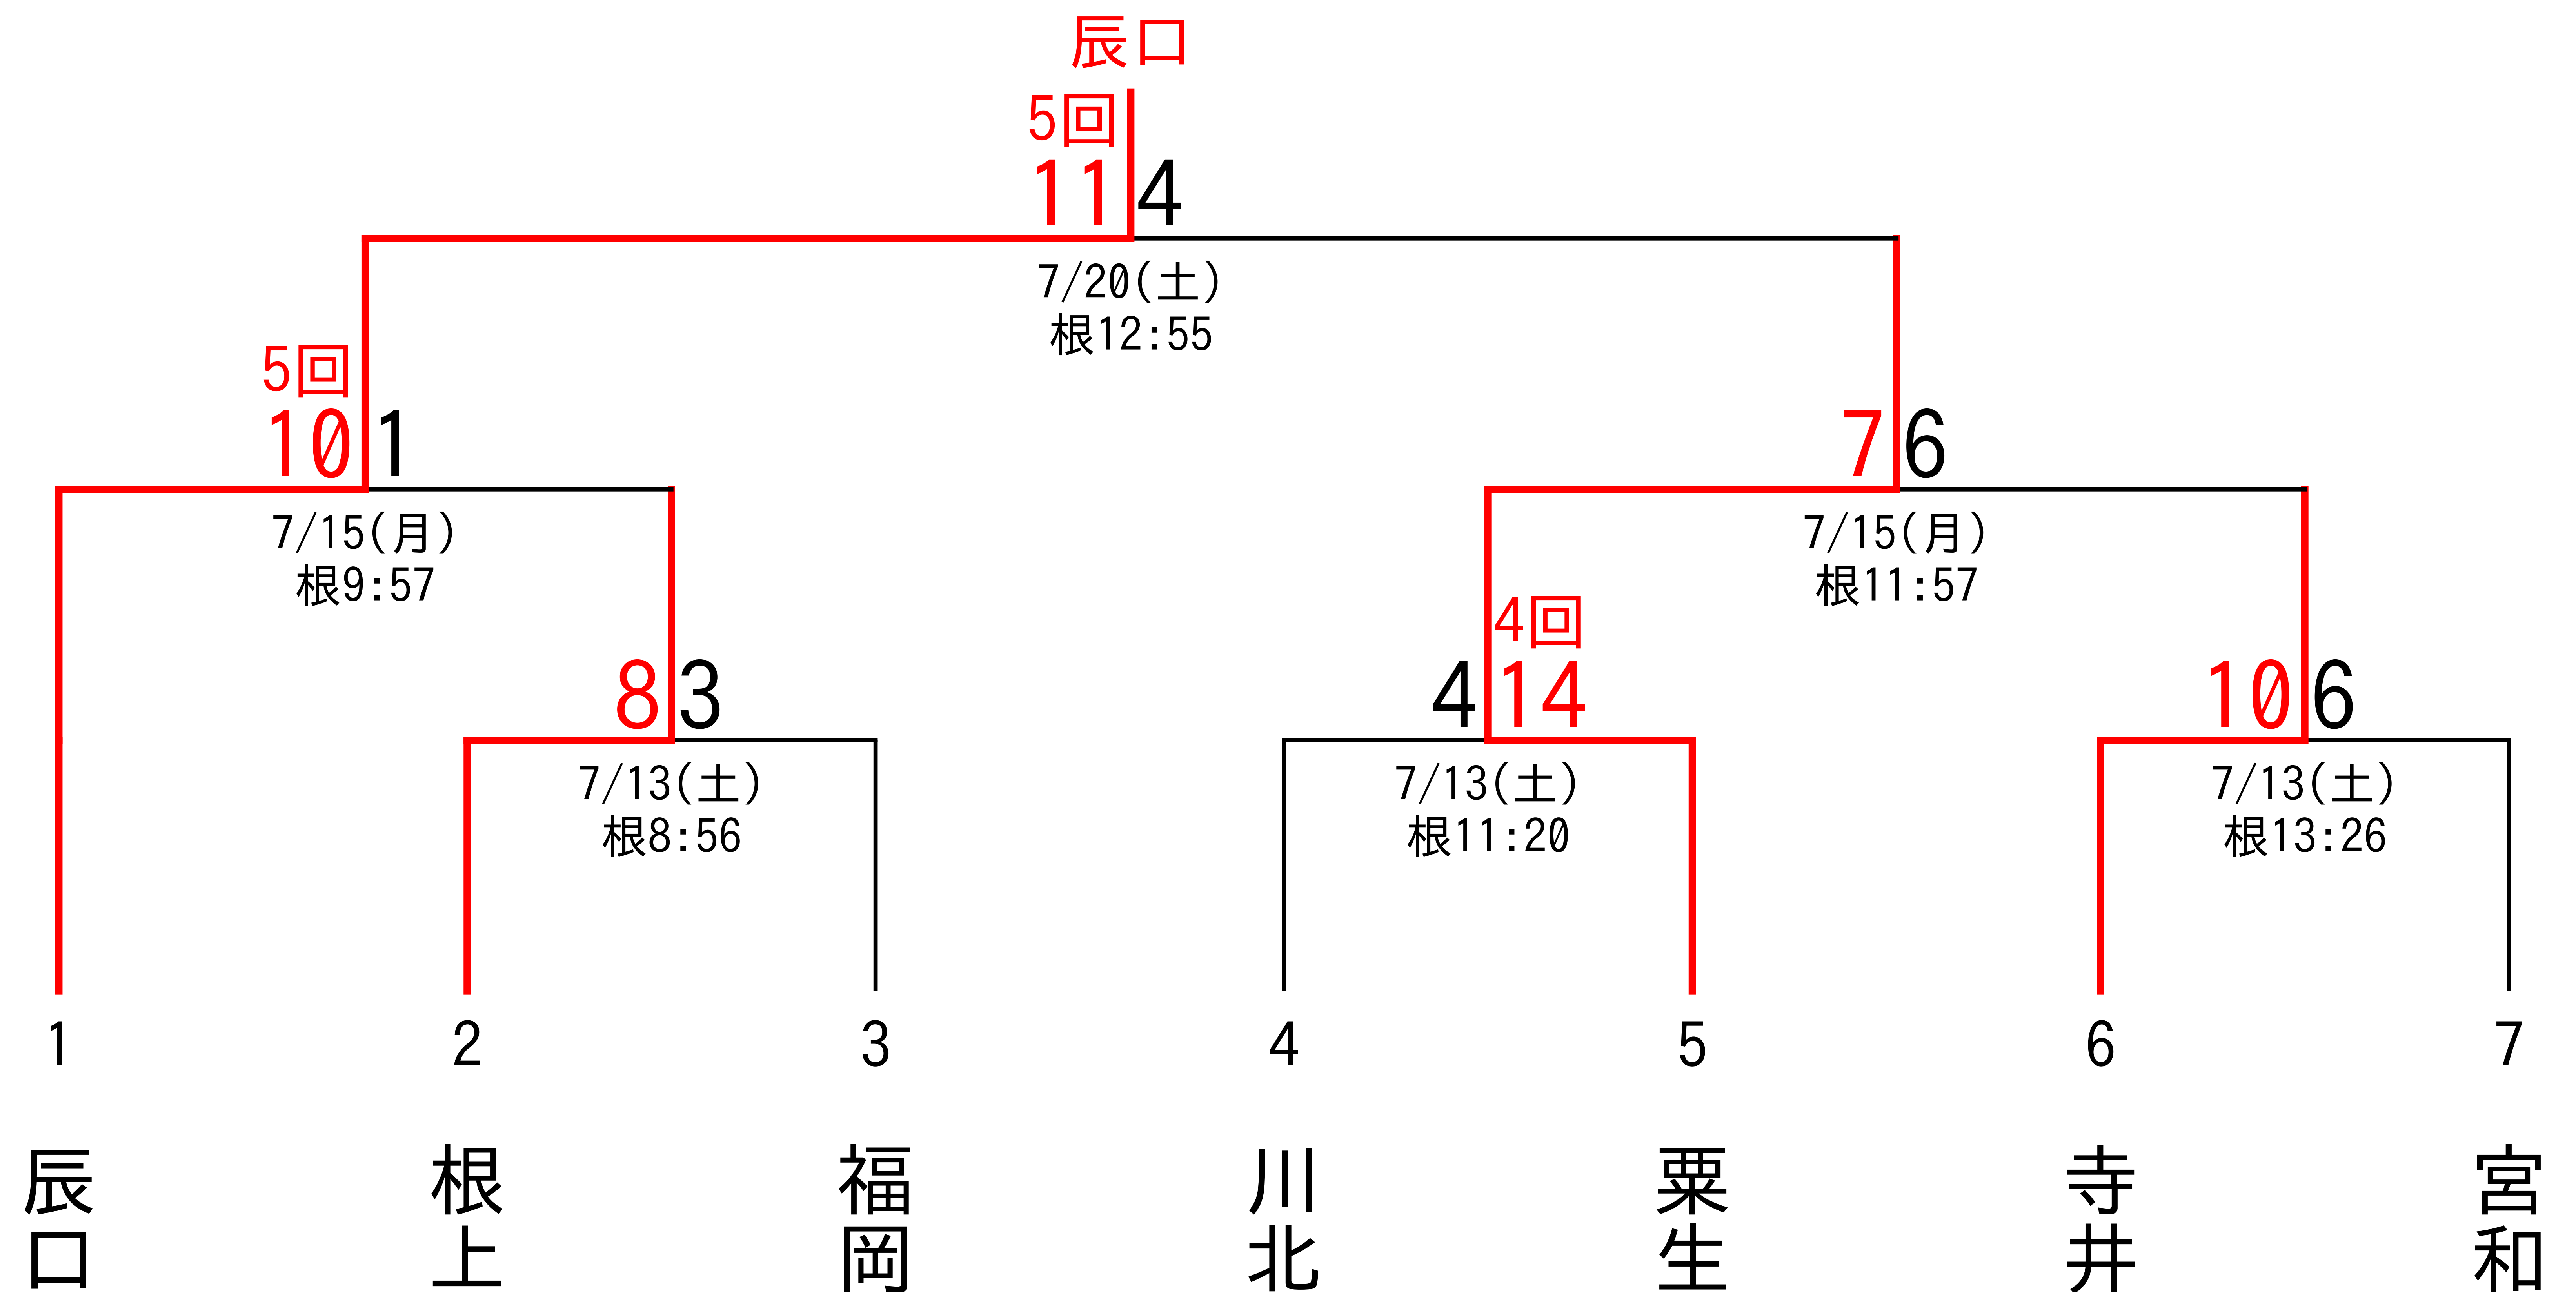 辰口
5回
11 4
7/20(土)
根12:55
5回
10 1
7 6
7/15(月)
根9:57
7/15(月)
根11:57
4回
8 3
4 14
10 6
7/13(土)
根8:56
7/13(土)
根11:20
7/13(土)
根13:26
1 2 3 4 5 6 7
辰口
根上
福岡
川北
粟生
寺井
宮和